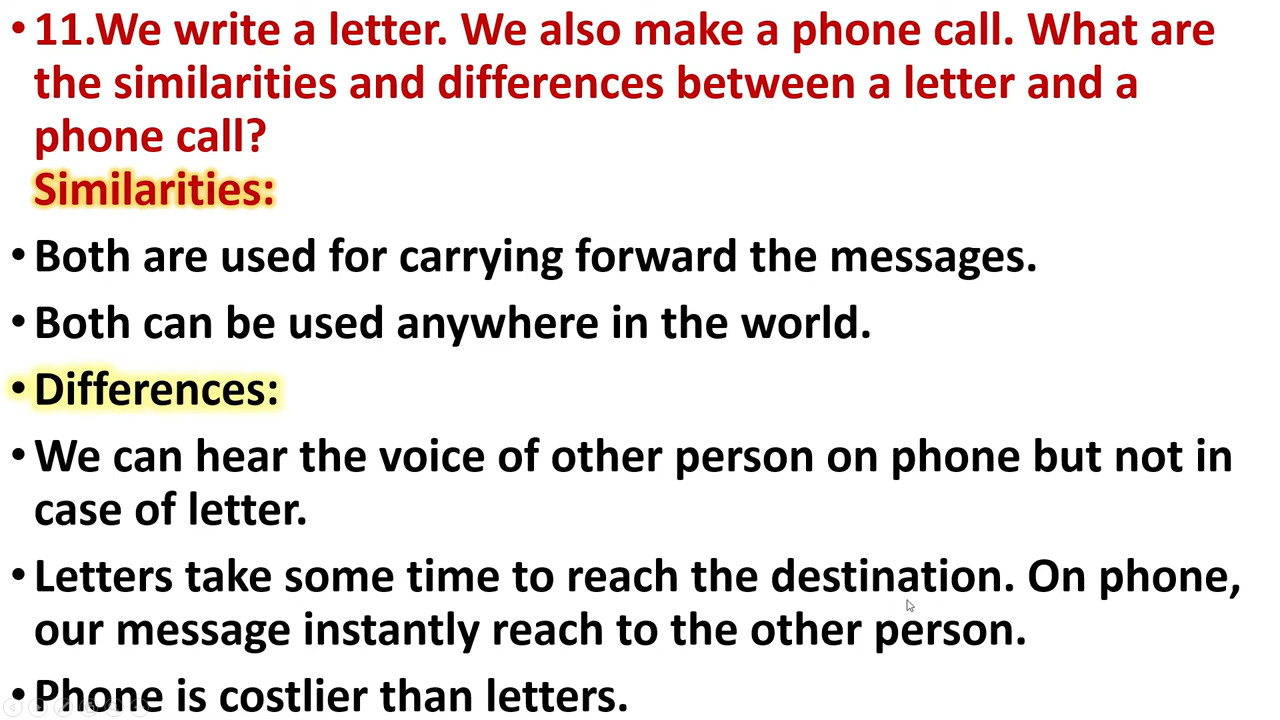 • 11.We write a letter. We also make a phone call. What are
the similarities and differences between a letter and a
phone call?
Similarities:
• Both are used for carrying forward the messages.
• Both can be used anywhere in the world.
• Differences:
• We can hear the voice of other person on phone but not in
case of letter.
• Letters take some time to reach the destination. On phone,
our message instantly reach to the other person.
• Phone is costlier than letters.